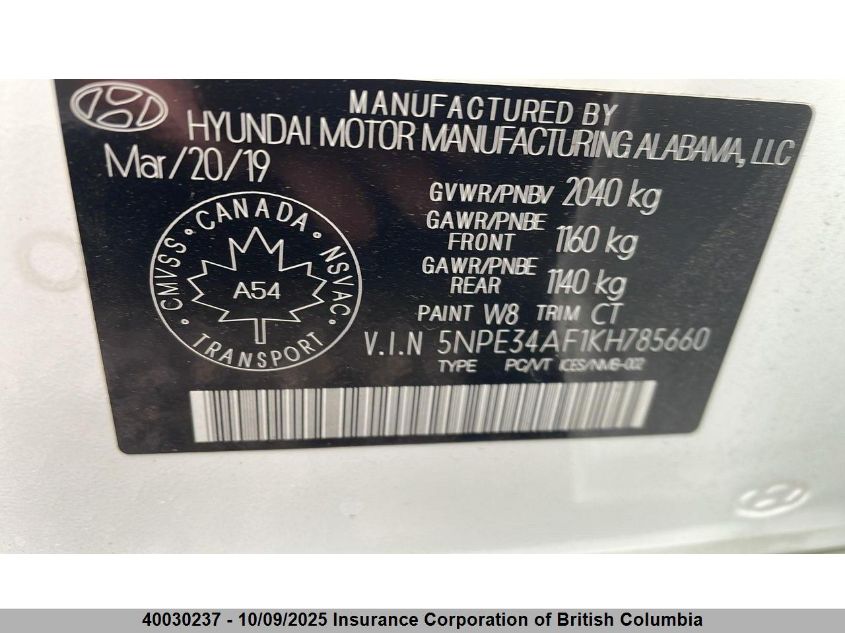 MANUFACTURED BY
HYUNDAI MOTOR MANUFACTURING ALABAMA, LLC
Mar/20/19
GVWR/PNBV 2040 kg
GAWR/PNBE FRONT 1160 kg
GAWR/PNBE REAR 1140 kg
PAINT W8 TRIM CT
V.I.N 5NPE34AF1KH785660
TYPE PC/VT ICES/NMB-002
CANADA
CMVSS
NSVAC
A54
TRANSPORT
40030237 - 10/09/2025 Insurance Corporation of British Columbia